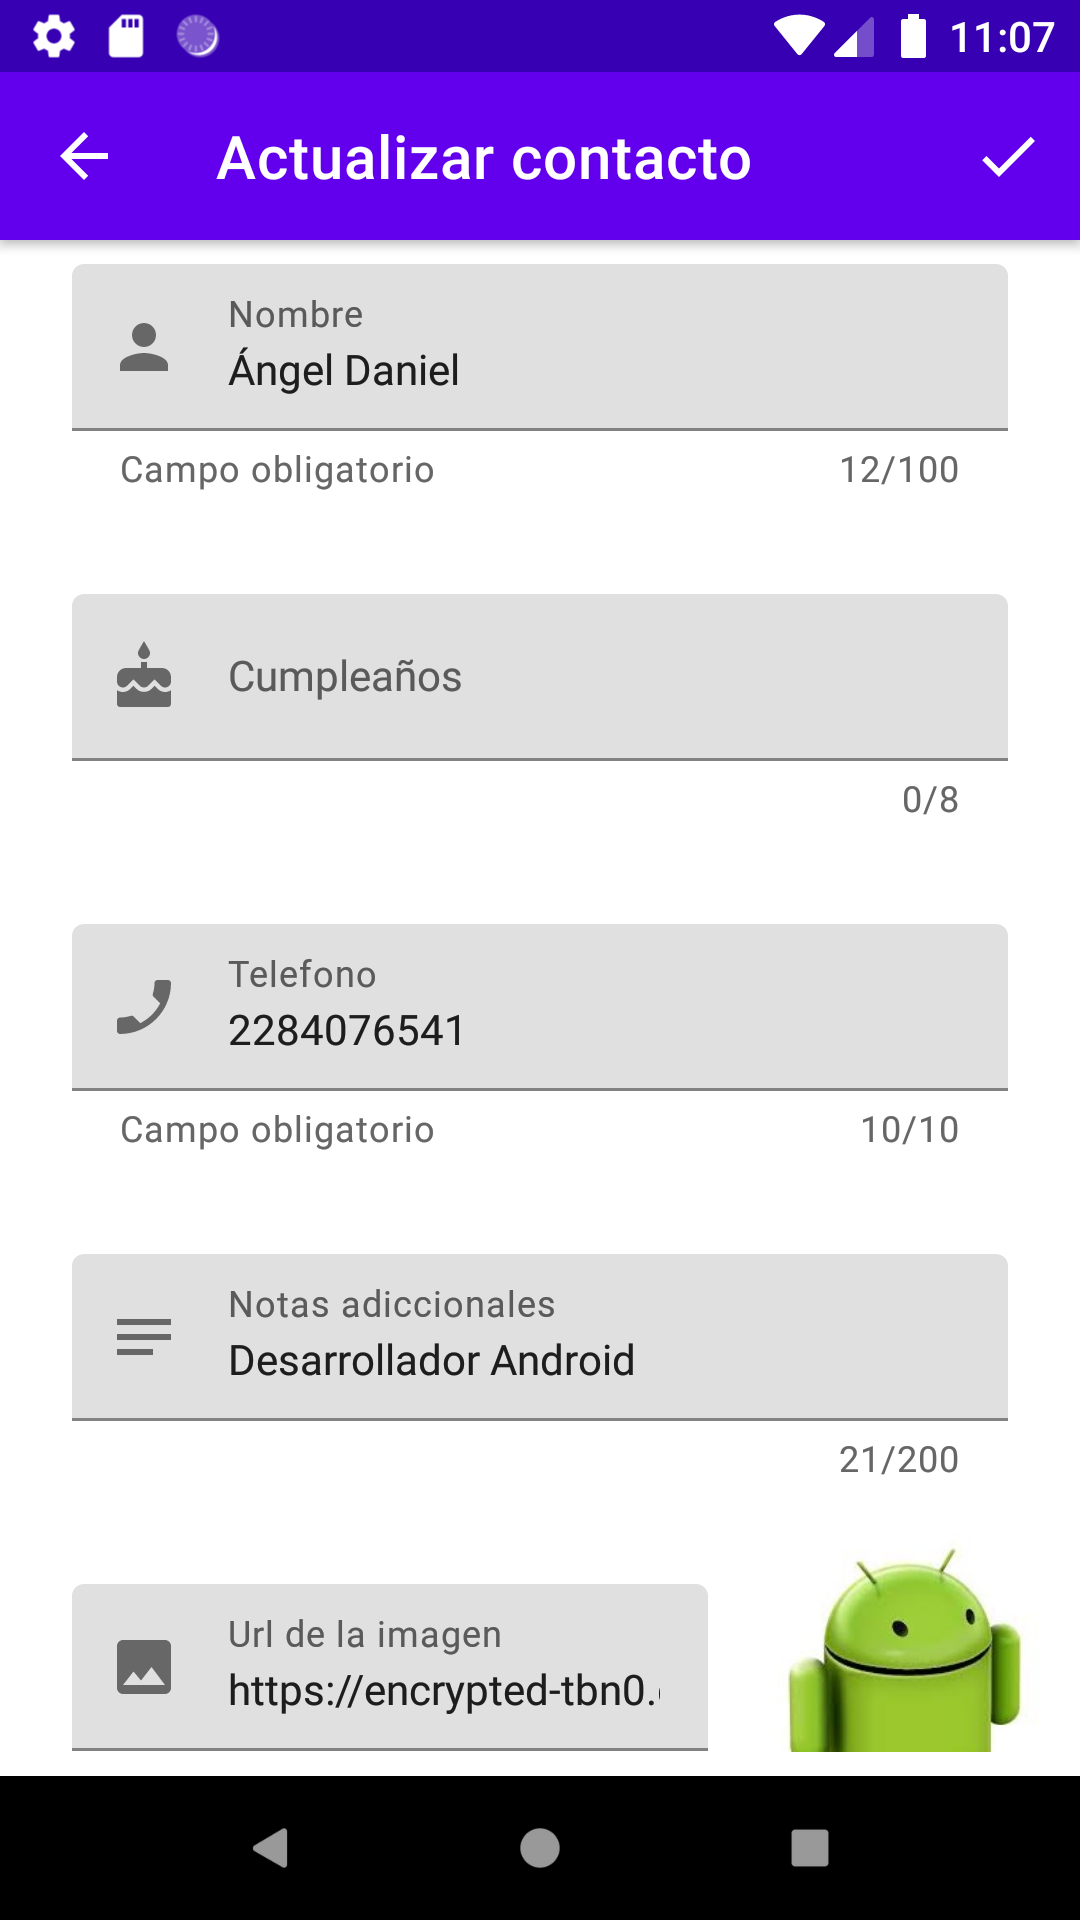 11:07
Actualizar contacto
Nombre
Ángel Daniel
Campo obligatorio 12/100
Cumpleaños
0/8
Telefono
2284076541
Campo obligatorio 10/10
Notas adiccionales
Desarrollador Android
21/200
Url de la imagen
https://encrypted-tbn0.